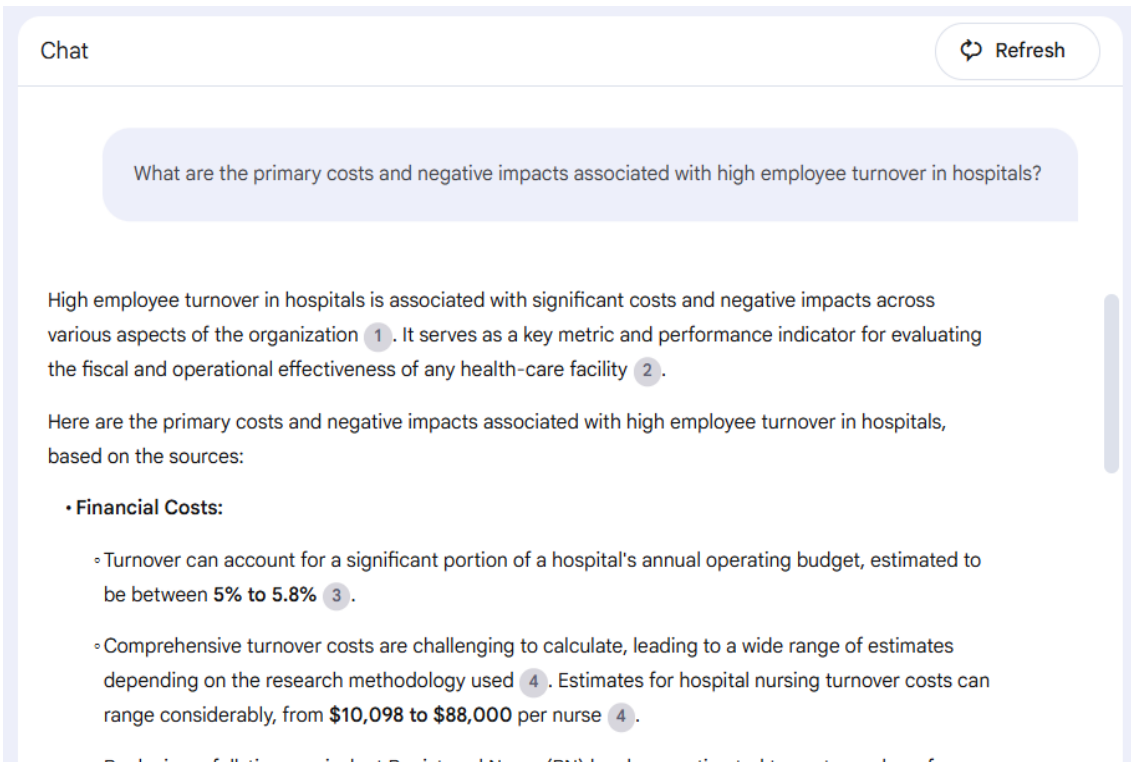 Chat
Refresh
What are the primary costs and negative impacts associated with high employee turnover in hospitals?
High employee turnover in hospitals is associated with significant costs and negative impacts across
various aspects of the organization 1 . It serves as a key metric and performance indicator for evaluating
the fiscal and operational effectiveness of any health-care facility 2 .
Here are the primary costs and negative impacts associated with high employee turnover in hospitals,
based on the sources:
• Financial Costs:
◦ Turnover can account for a significant portion of a hospital's annual operating budget, estimated to
be between 5% to 5.8% 3 .
◦ Comprehensive turnover costs are challenging to calculate, leading to a wide range of estimates
depending on the research methodology used 4 . Estimates for hospital nursing turnover costs can
range considerably, from $10,098 to $88,000 per nurse 4 .